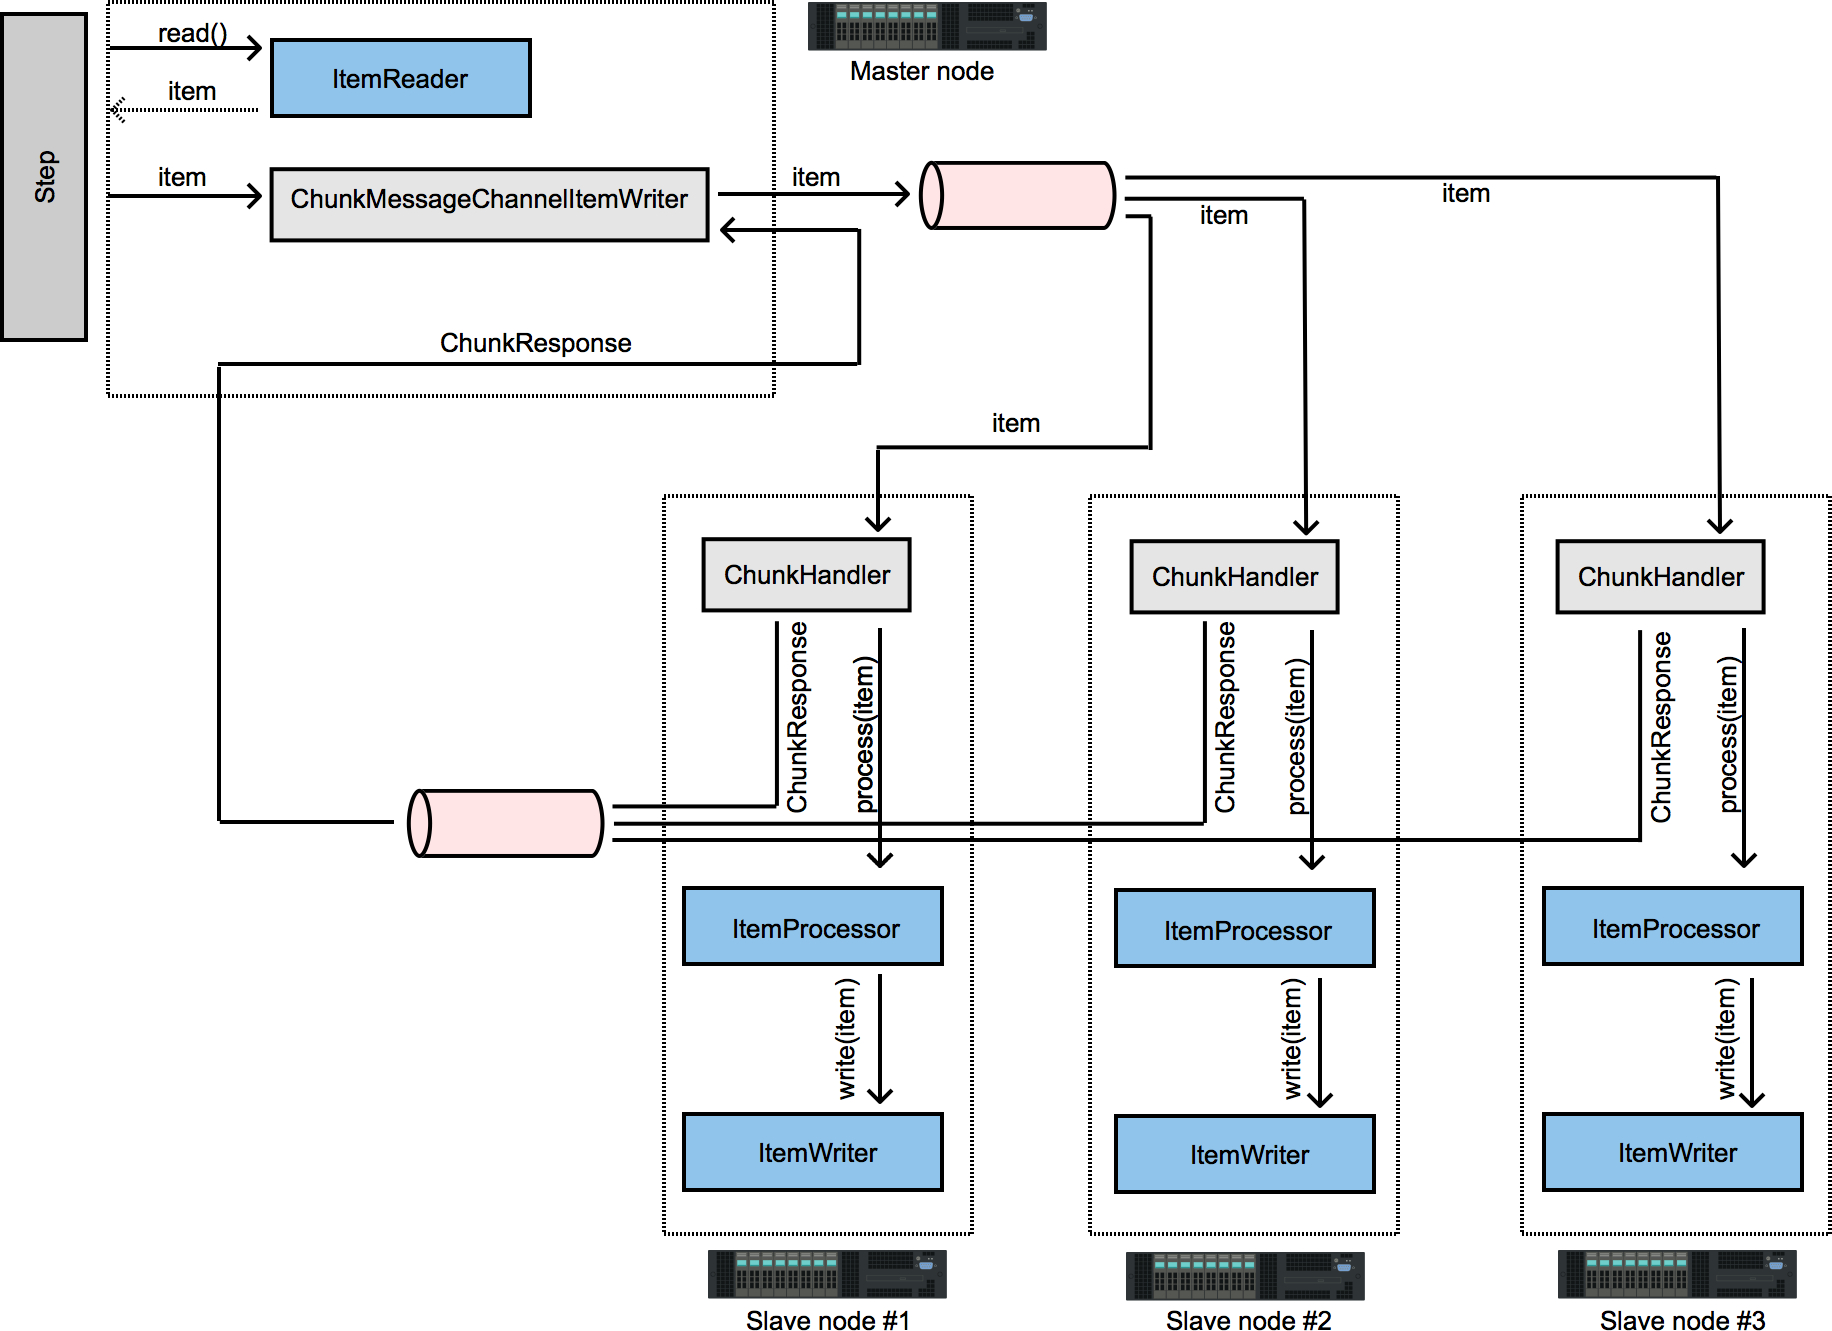 read()
ItemReader
Master node
item
Step
item
ChunkMessageChannelItemWriter
item
item
item
ChunkResponse
item
ChunkHandler
ChunkHandler
ChunkHandler
ChunkResponse
process(item)
ChunkResponse
process(item)
ChunkResponse
process(item)
ItemProcessor
ItemProcessor
ItemProcessor
write(item)
write(item)
write(item)
ItemWriter
ItemWriter
ItemWriter
Slave node #1
Slave node #2
Slave node #3